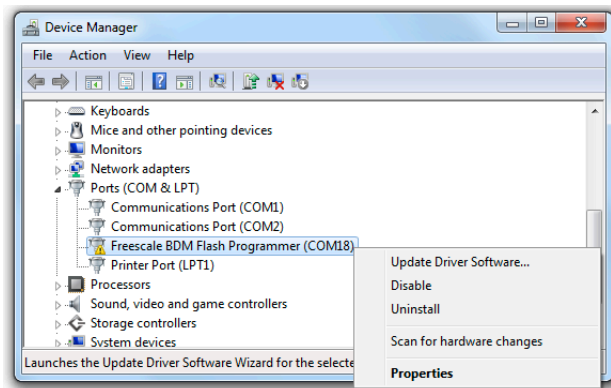 Device Manager
File Action View Help
Keyboards
Mice and other pointing devices
Monitors
Network adapters
Ports (COM & LPT)
Communications Port (COM1)
Communications Port (COM2)
Freescale BDM Flash Programmer (COM18)
Printer Port (LPT1)
Processors
Sound, video and game controllers
Storage controllers
System devices
Launches the Update Driver Software Wizard for the selecte
Update Driver Software...
Disable
Uninstall
Scan for hardware changes
Properties